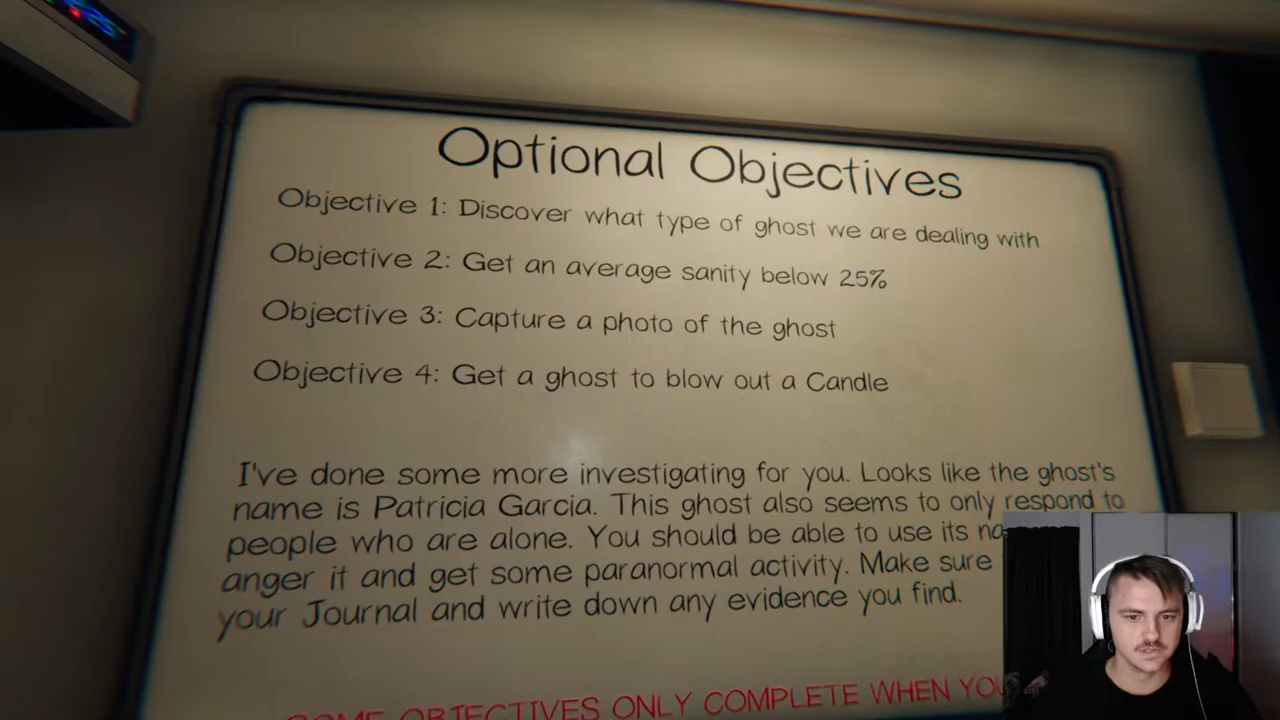 Optional Objectives
Objective 1: Discover what type of ghost we are dealing with
Objective 2: Get an average sanity below 25%
Objective 3: Capture a photo of the ghost
Objective 4: Get a ghost to blow out a Candle
I've done some more investigating for you. Looks like the ghost's
name is Patricia Garcia. This ghost also seems to only respond to
people who are alone. You should be able to use its
anger it and get some paranormal activity. Make sure
your Journal and write down any evidence you find.
SOME OBJECTIVES ONLY COMPLETE WHEN